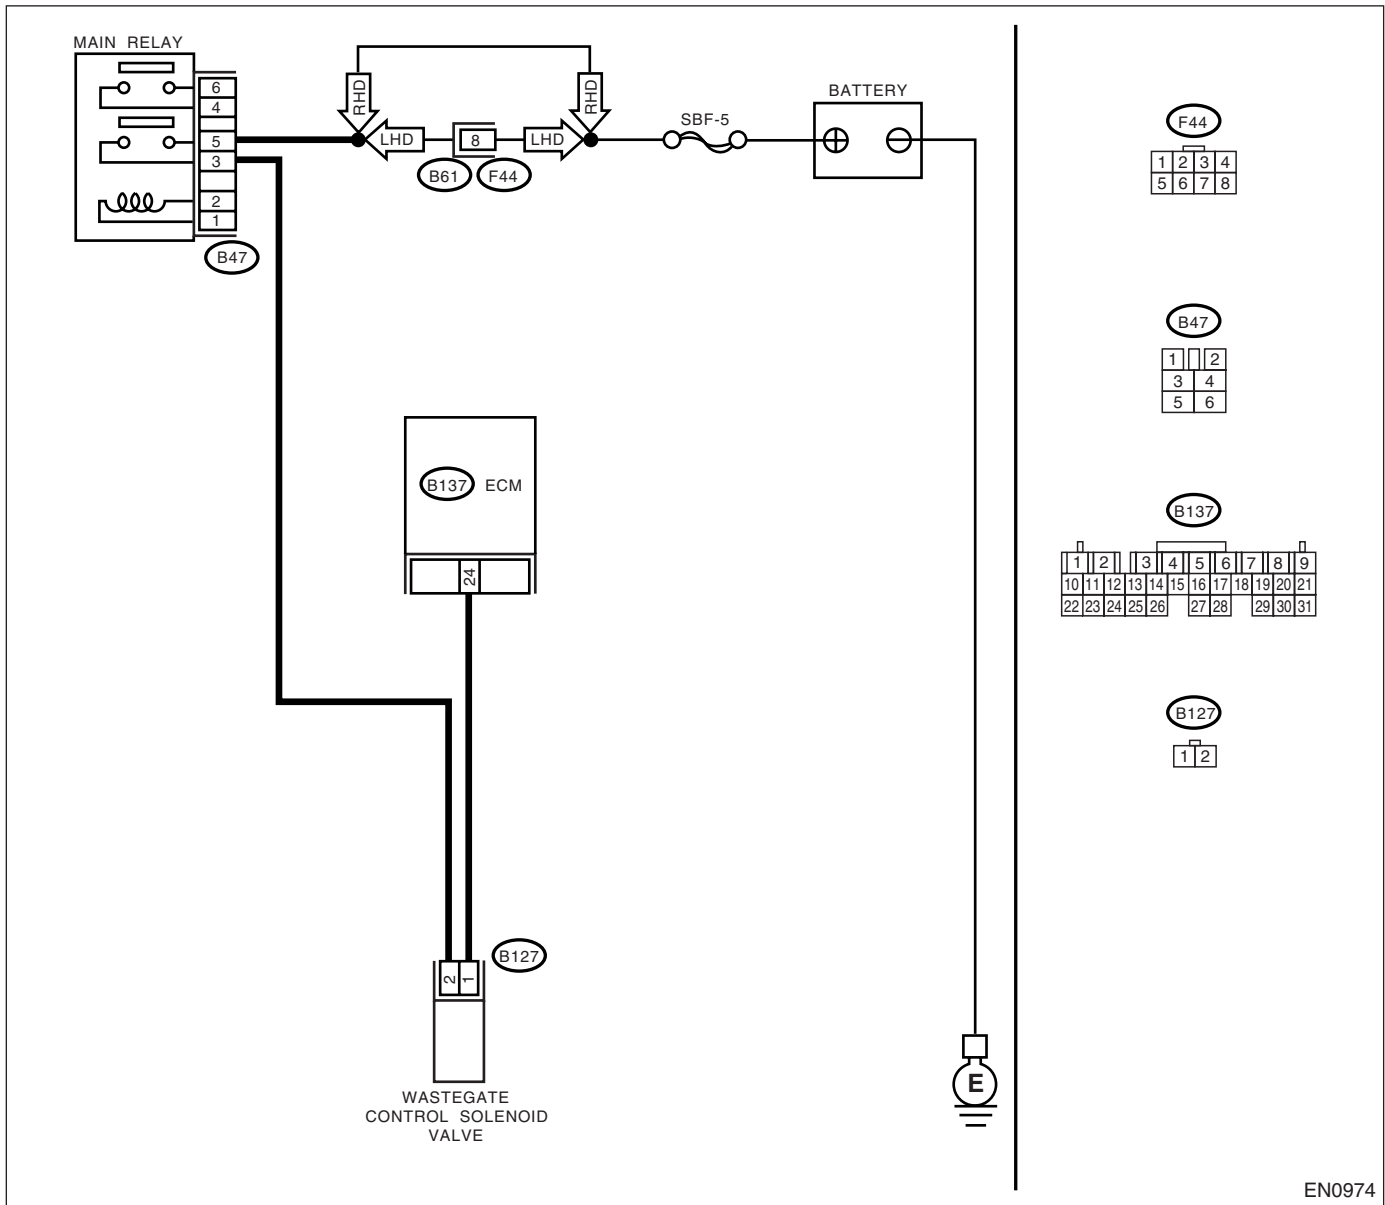 MAIN RELAY
6
4
5
3
2
1
B47
RHD
RHD
LHD
8
LHD
B61
F44
SBF-5
BATTERY
B137 ECM
24
B127
2 1
WASTEGATE
CONTROL SOLENOID
VALVE
E
F44
1 2 3 4
5 6 7 8
B47
1 2
3 4
5 6
B137
1 2 3 4 5 6 7 8 9
10 11 12 13 14 15 16 17 18 19 20 21
22 23 24 25 26 27 28 29 30 31
B127
1 2
EN0974